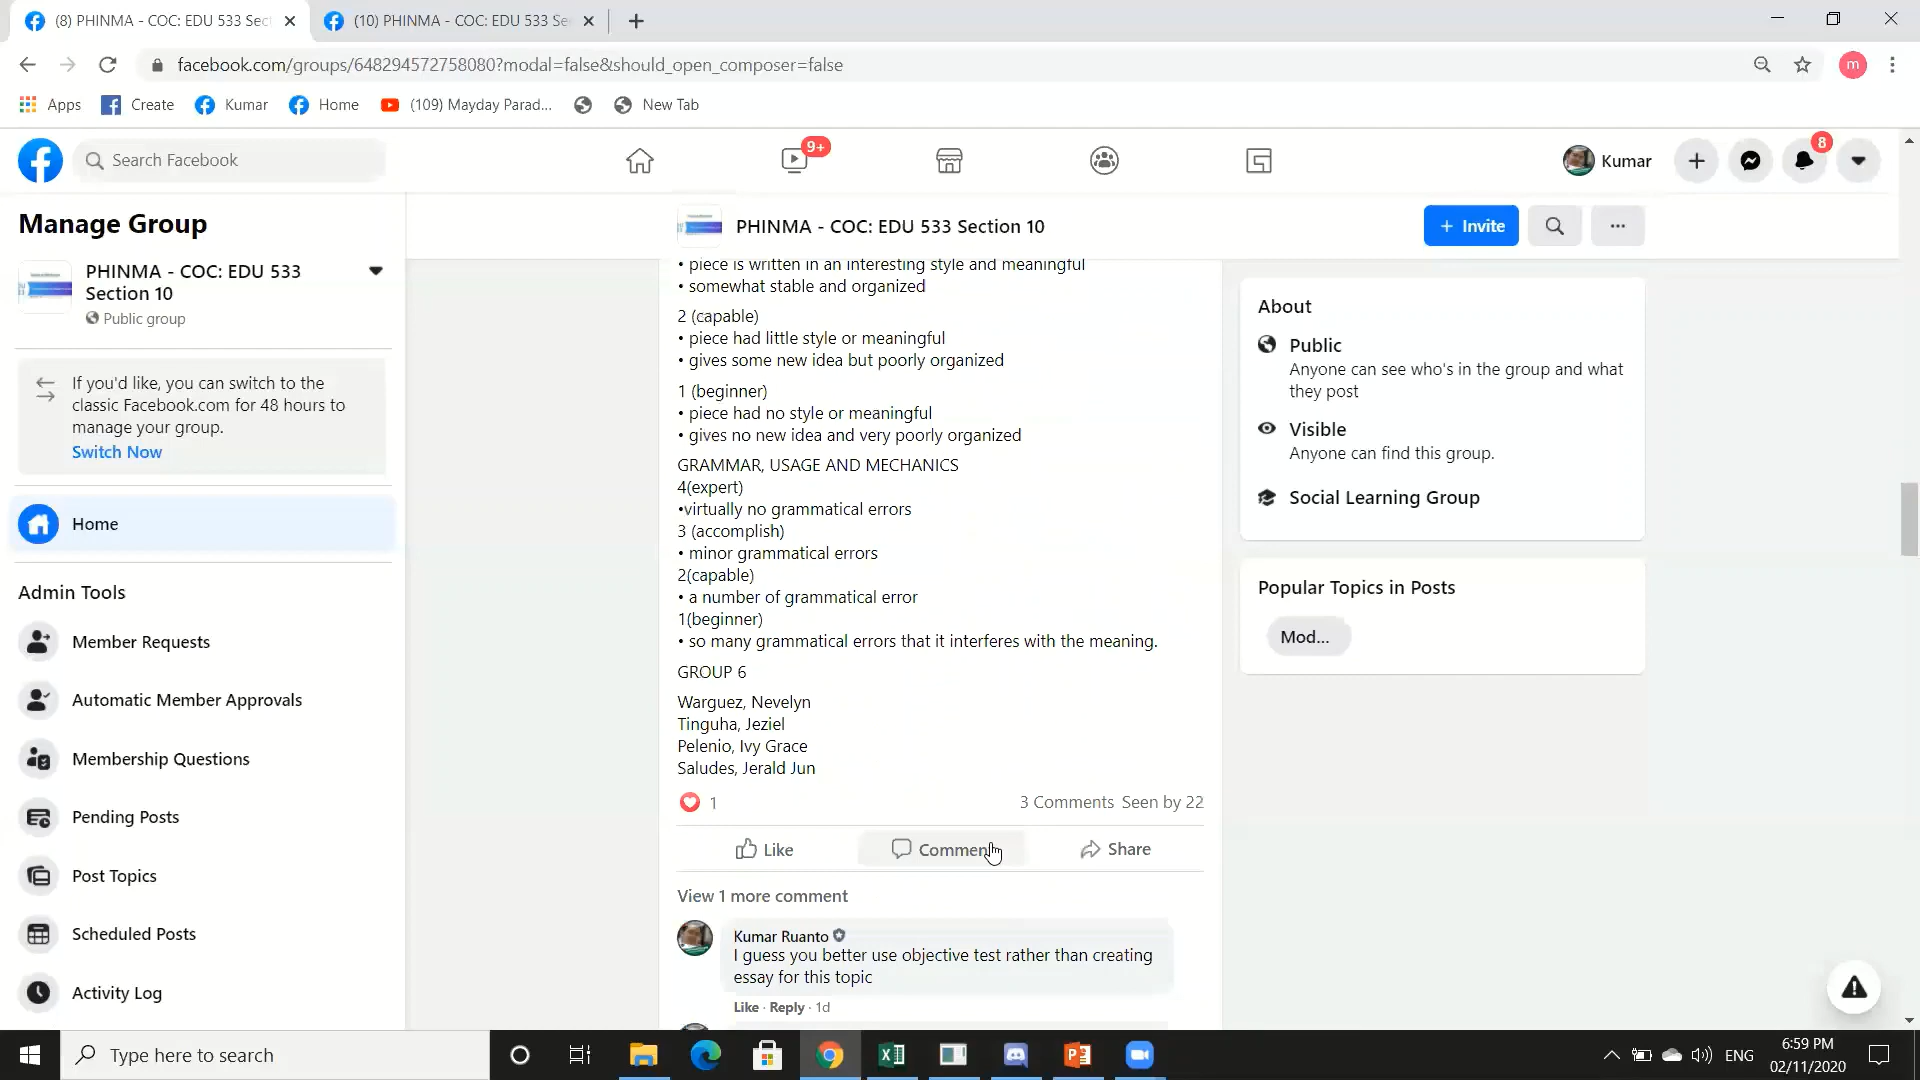 (8) PHINMA - COC: EDU 533 Sec
(10) PHINMA - COC: EDU 533 Se
facebook.com/groups/648294572758080?modal=false&should_open_composer=false
m
Apps
Create
Kumar
Home
(109) Mayday Parad...
New Tab
Search Facebook
9+
Kumar
8
Manage Group
PHINMA - COC: EDU 533
Section 10
Public group
If you'd like, you can switch to the
classic Facebook.com for 48 hours to
manage your group.
Switch Now
Home
Admin Tools
Member Requests
Automatic Member Approvals
Membership Questions
Pending Posts
Post Topics
Scheduled Posts
Activity Log
PHINMA - COC: EDU 533 Section 10
+ Invite
• piece is written in an interesting style and meaningful
• somewhat stable and organized
2 (capable)
• piece had little style or meaningful
• gives some new idea but poorly organized
1 (beginner)
• piece had no style or meaningful
• gives no new idea and very poorly organized
GRAMMAR, USAGE AND MECHANICS
4(expert)
•virtually no grammatical errors
3 (accomplish)
• minor grammatical errors
2(capable)
• a number of grammatical error
1(beginner)
• so many grammatical errors that it interferes with the meaning.
GROUP 6
Warguez, Nevelyn
Tinguha, Jeziel
Pelenio, Ivy Grace
Saludes, Jerald Jun
1
3 Comments Seen by 22
Like
Comment
Share
View 1 more comment
Kumar Ruanto
I guess you better use objective test rather than creating
essay for this topic
Like · Reply · 1d
About
Public
Anyone can see who's in the group and what
they post
Visible
Anyone can find this group.
Social Learning Group
Popular Topics in Posts
Mod...
Type here to search
ENG
6:59 PM
02/11/2020